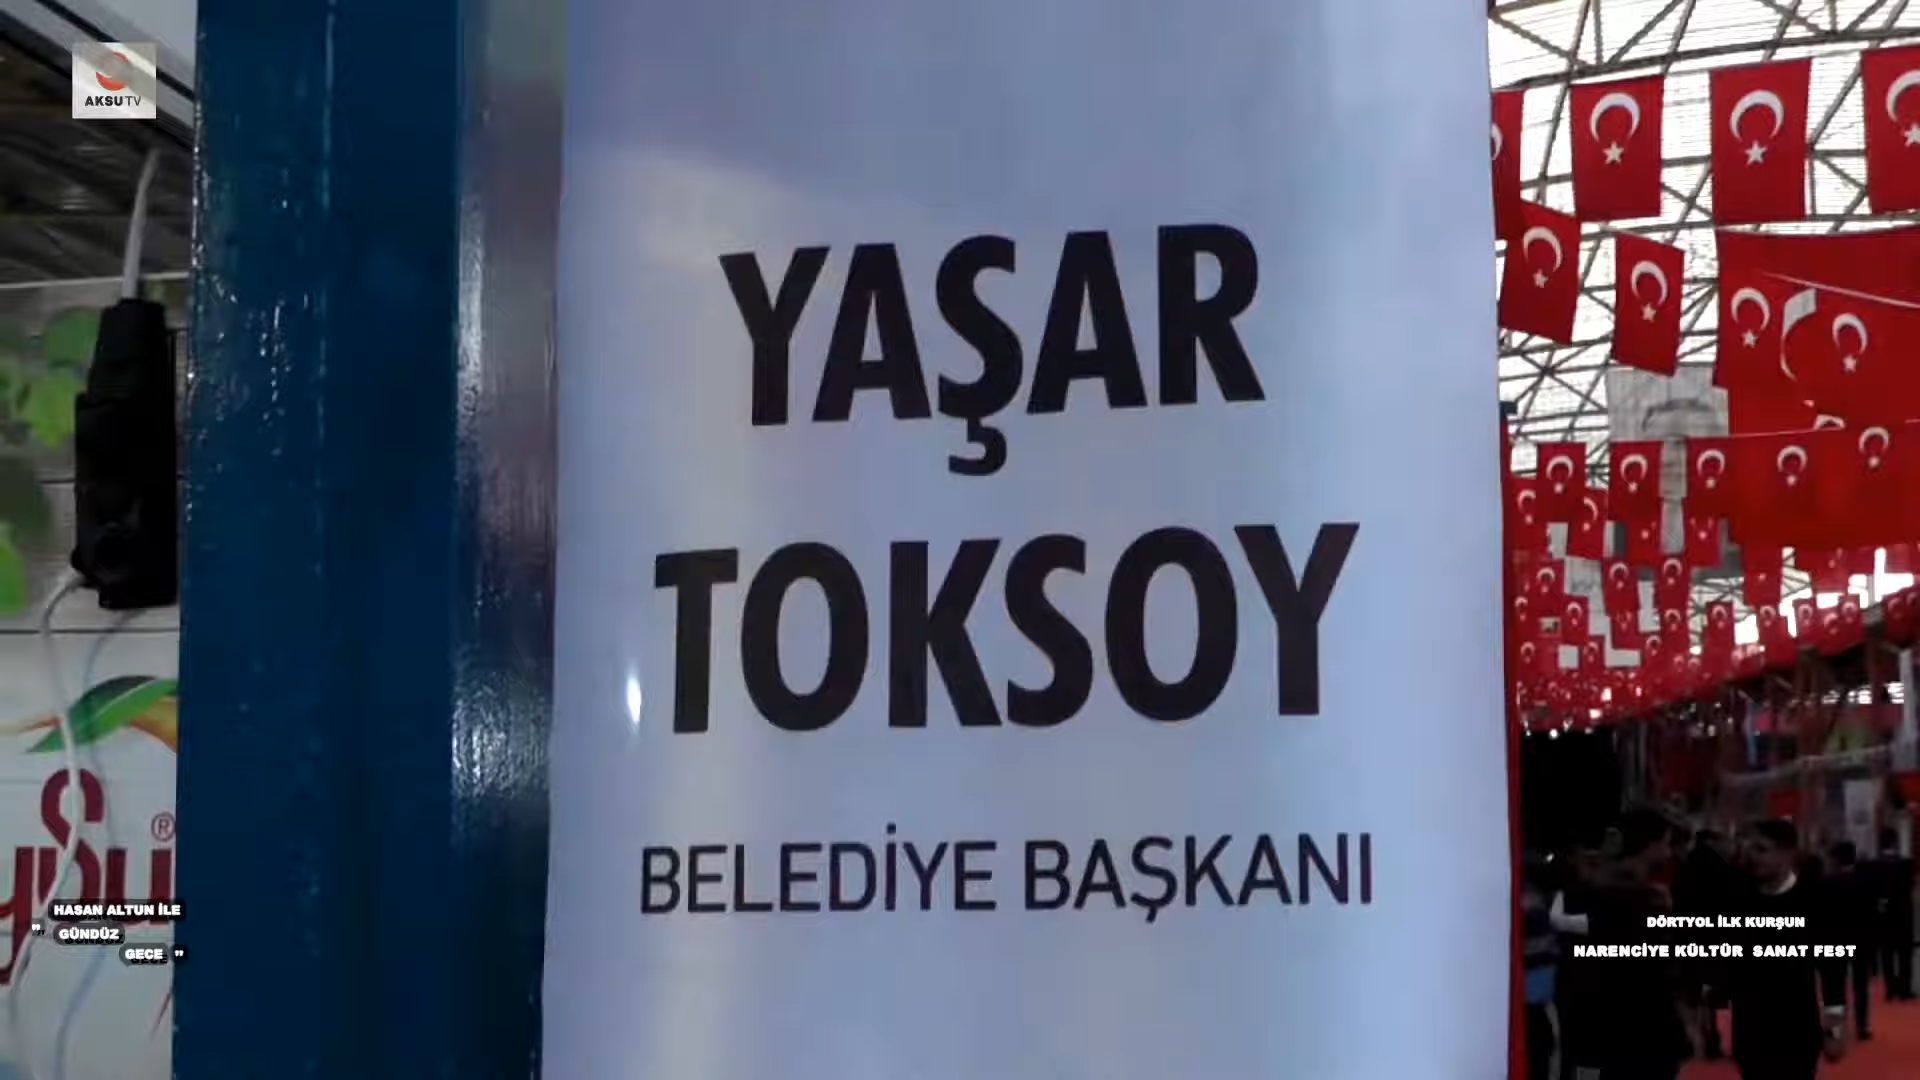 AKSU TV
YAŞAR
TOKSOY
BELEDİYE BAŞKANI
ysu®
HASAN ALTUN İLE
" GÜNDÜZ
GECE "
DÖRTYOL İLK KURŞUN
NARENCİYE KÜLTÜR SANAT FEST